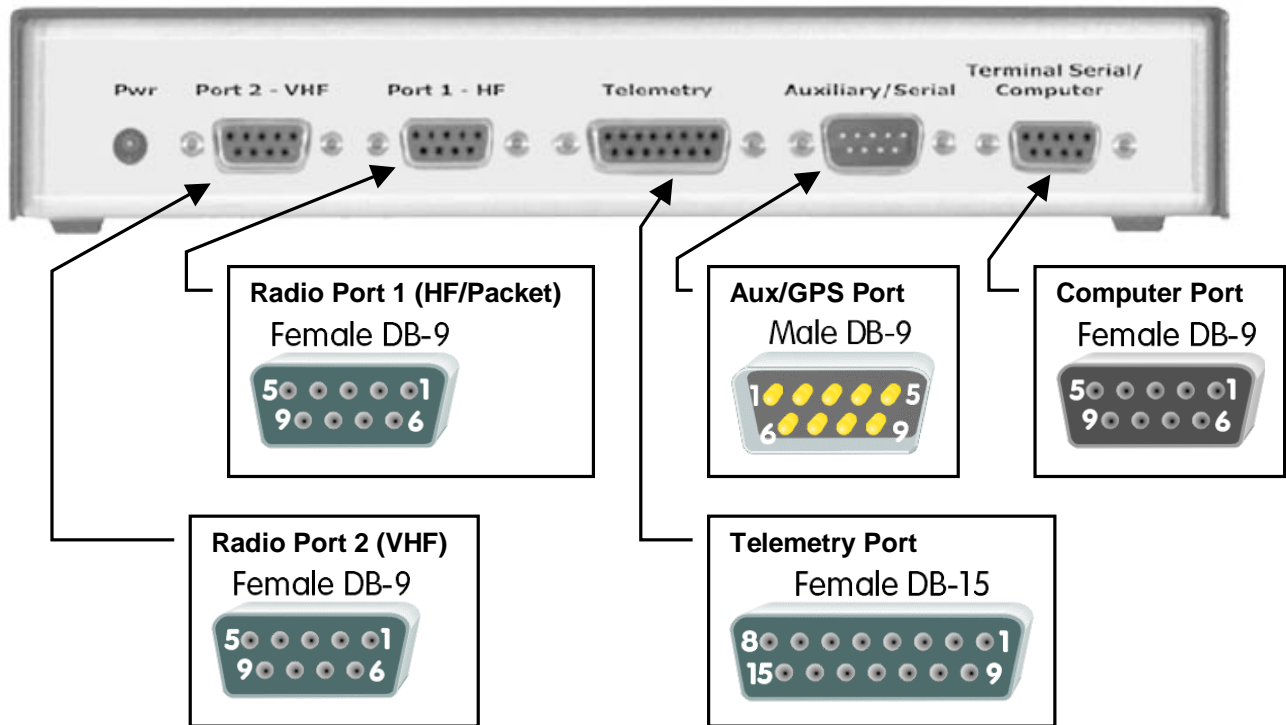 Pwr
Port 2 - VHF
Port 1 - HF
Telemetry
Auxiliary/Serial
Terminal Serial/
Computer
Radio Port 1 (HF/Packet)
Female DB-9
5 1
9 6
Aux/GPS Port
Male DB-9
1 5
6 9
Computer Port
Female DB-9
5 1
9 6
Radio Port 2 (VHF)
Female DB-9
5 1
9 6
Telemetry Port
Female DB-15
8 1
15 9